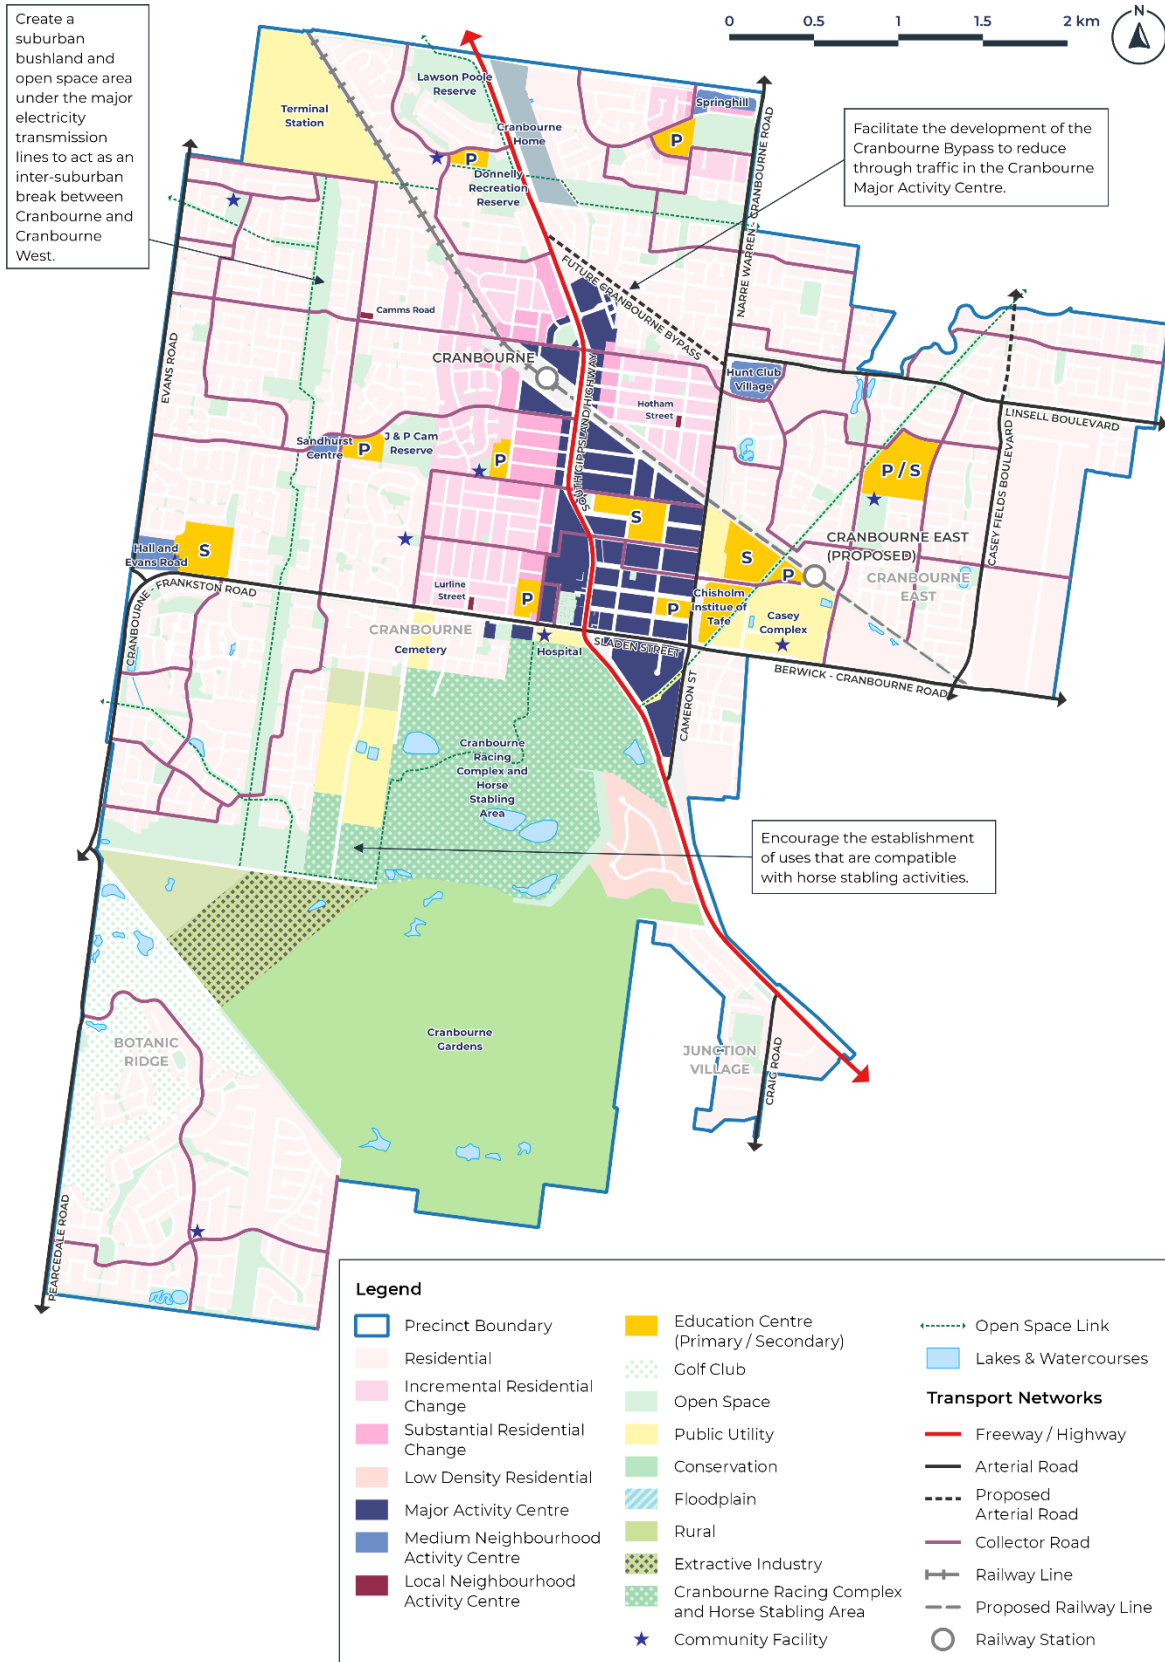 Create a
suburban
bushland and
open space area
under the major
electricity
transmission
lines to act as an
inter-suburban
break between
Cranbourne and
Cranbourne
West.
0 0.5 1 1.5 2 km
N
Facilitate the development of the
Cranbourne Bypass to reduce
through traffic in the Cranbourne
Major Activity Centre.
Terminal
Station
Lawson Poole
Reserve
Cranbourne
Home
Springhill
P
P
Donnelly
Recreation
Reserve
NARRE WARREN - CRANBOURNE ROAD
FUTURE CRANBOURNE BYPASS
EVANS ROAD
Camms Road
CRANBOURNE
SOUTH GIPPSLAND HIGHWAY
Hotham
Street
Hunt Club
Village
LINSELL BOULEVARD
CASEY FIELDS BOULEVARD
Sandhurst
Centre
P
J & P Cam
Reserve
P
P / S
S
Hall and
Evans Road
S
S
P
CRANBOURNE EAST
(PROPOSED)
CRANBOURNE
EAST
CRANBOURNE - FRANKSTON ROAD
Lurline
Street
P
P
Chisholm
Institue of
Tafe
Casey
Complex
CRANBOURNE
Cemetery
Hospital
SLADEN STREET
BERWICK - CRANBOURNE ROAD
CAMERON ST
Cranbourne
Racing
Complex and
Horse
Stabling
Area
Encourage the establishment
of uses that are compatible
with horse stabling activities.
Cranbourne
Gardens
BOTANIC
RIDGE
JUNCTION
VILLAGE
CRAIG ROAD
PEARCEDALE ROAD
Legend
Precinct Boundary
Residential
Incremental Residential
Change
Substantial Residential
Change
Low Density Residential
Major Activity Centre
Medium Neighbourhood
Activity Centre
Local Neighbourhood
Activity Centre
Education Centre
(Primary / Secondary)
Golf Club
Open Space
Public Utility
Conservation
Floodplain
Rural
Extractive Industry
Cranbourne Racing Complex
and Horse Stabling Area
Community Facility
Open Space Link
Lakes & Watercourses
Transport Networks
Freeway / Highway
Arterial Road
Proposed
Arterial Road
Collector Road
Railway Line
Proposed Railway Line
Railway Station